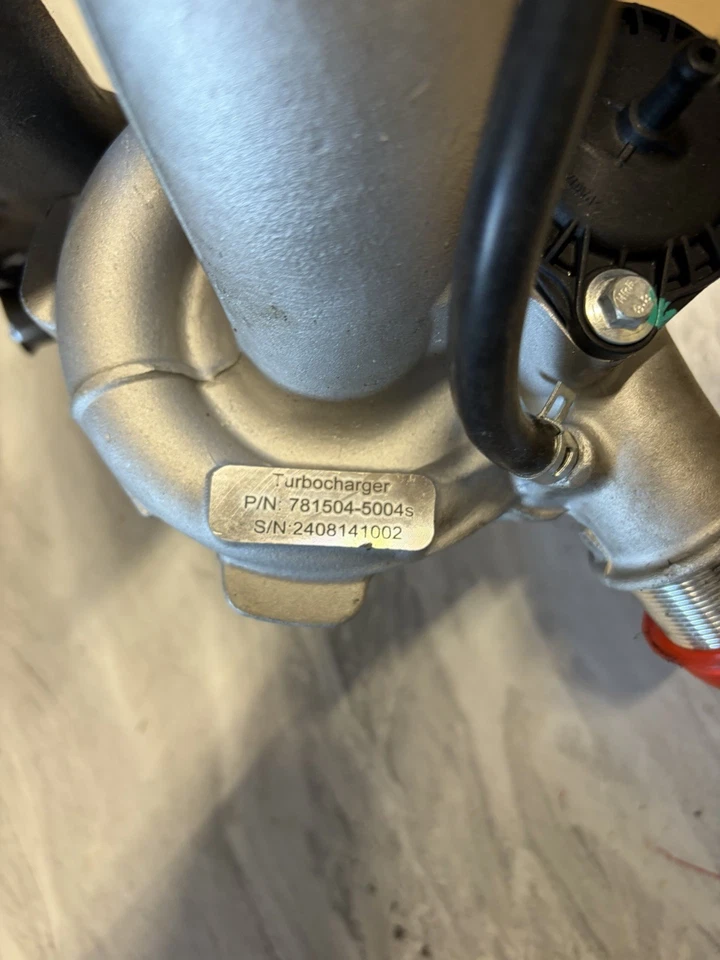 Turbocharger
P/N: 781504-5004s
S/N:2408141002